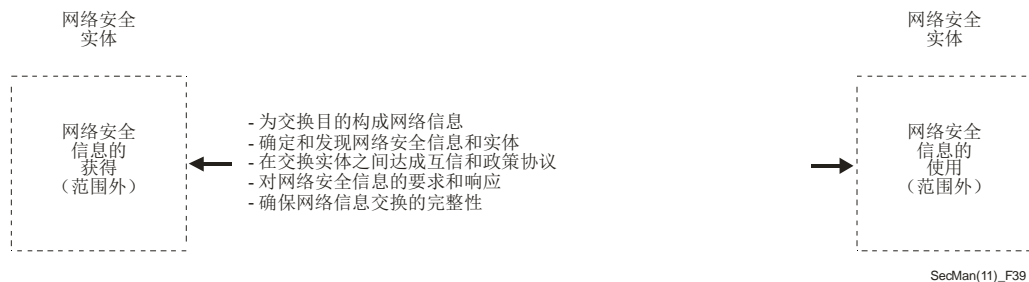 网络安全
实体
网络安全
实体
网络安全
信息的
获得
（范围外）
- 为交换目的构成网络信息
- 确定和发现网络安全信息和实体
- 在交换实体之间达成互信和政策协议
- 对网络安全信息的要求和响应
- 确保网络信息交换的完整性
网络安全
信息的
使用
（范围外）
SecMan(11)_F39